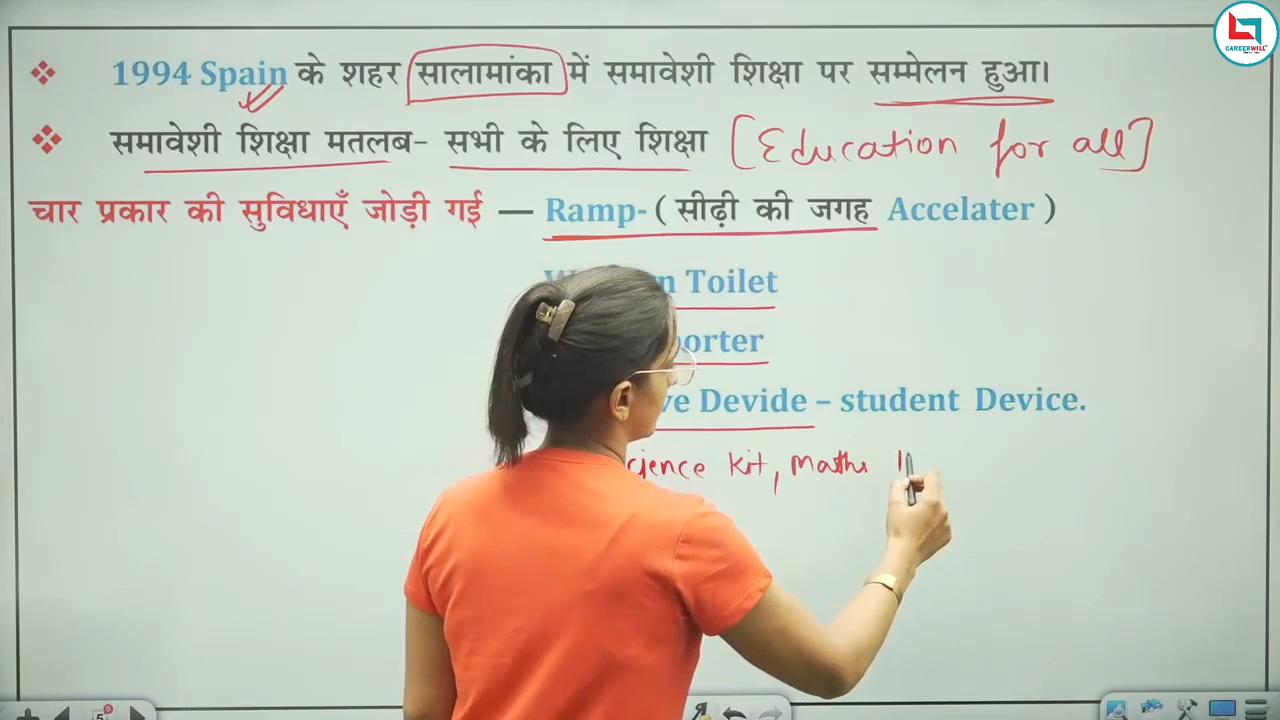 CAREERWILL
1994 Spain के शहर सालामांका में समावेशी शिक्षा पर सम्मेलन हुआ।
समावेशी शिक्षा मतलब- सभी के लिए शिक्षा [Education for all]
चार प्रकार की सुविधाएँ जोड़ी गई — Ramp- ( सीढ़ी की जगह Accelater )
Toilet
Devide – student Device.
Kit, Maths